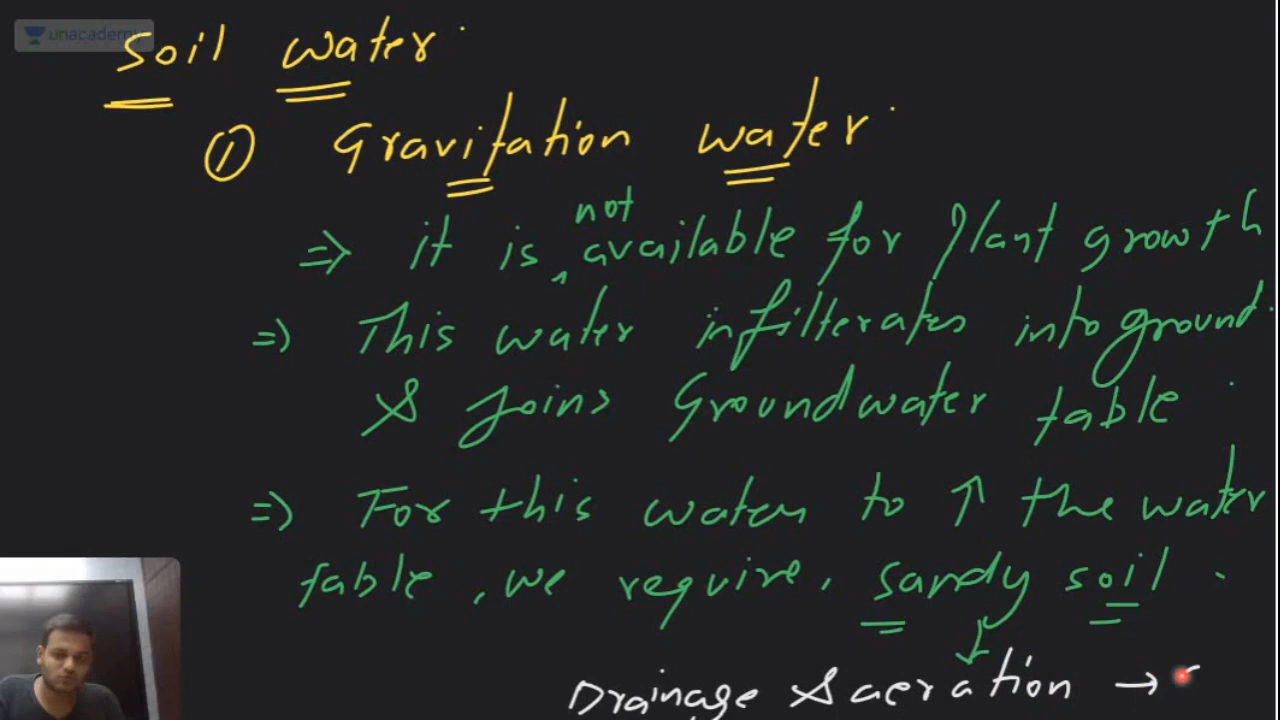 unacademy
Soil water
① Gravitation water
⇒ it is not available for Plant growth
⇒ This water infilterates into ground
& Joins Groundwater table
⇒ For this water to ↑ the water
table, we require, sandy soil.
Drainage & aeration →